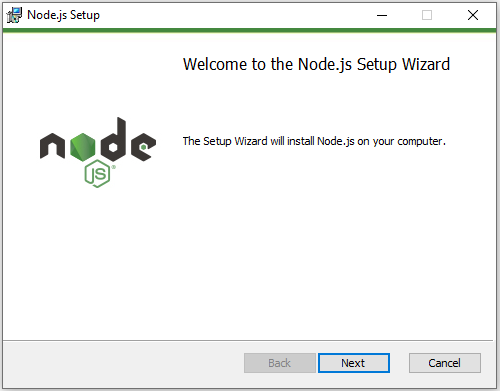 Node.js Setup
Welcome to the Node.js Setup Wizard
The Setup Wizard will install Node.js on your computer.
node
JS®
Back
Next
Cancel